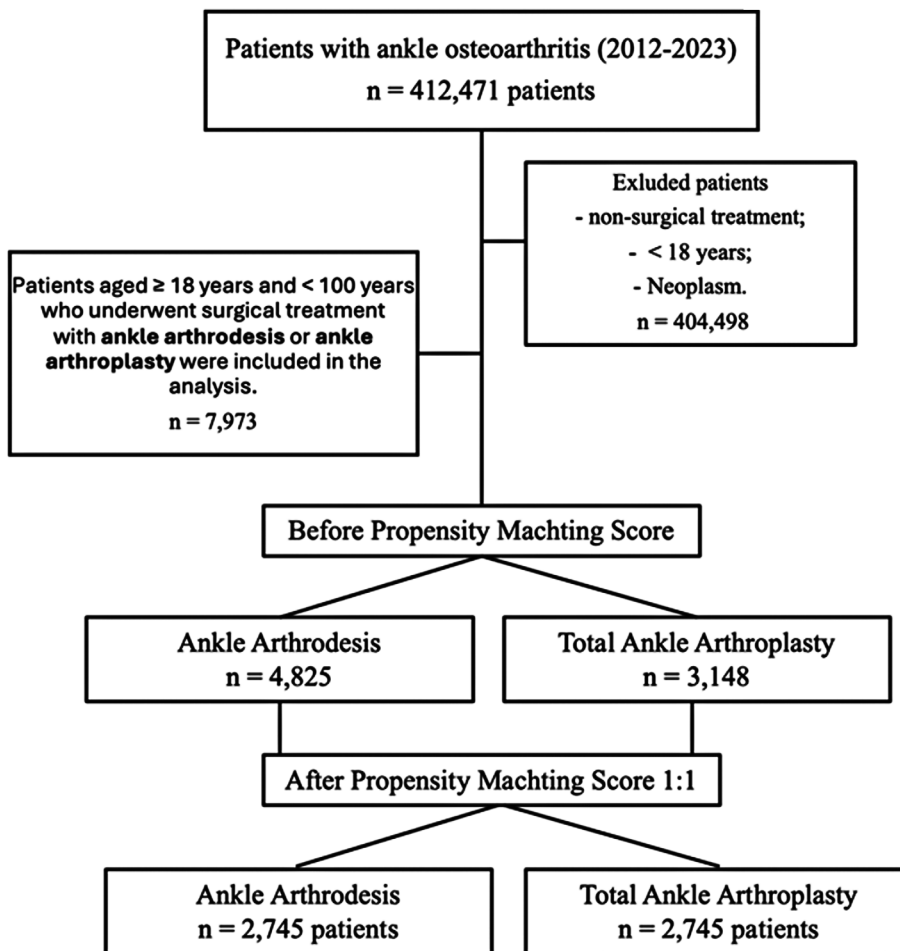 Patients with ankle osteoarthritis (2012-2023)
n = 412,471 patients
Exluded patients
- non-surgical treatment;
- < 18 years;
- Neoplasm.
n = 404,498
Patients aged ≥ 18 years and < 100 years
who underwent surgical treatment
with ankle arthrodesis or ankle
arthroplasty were included in the
analysis.
n = 7,973
Before Propensity Machting Score
Ankle Arthrodesis
n = 4,825
Total Ankle Arthroplasty
n = 3,148
After Propensity Machting Score 1:1
Ankle Arthrodesis
n = 2,745 patients
Total Ankle Arthroplasty
n = 2,745 patients